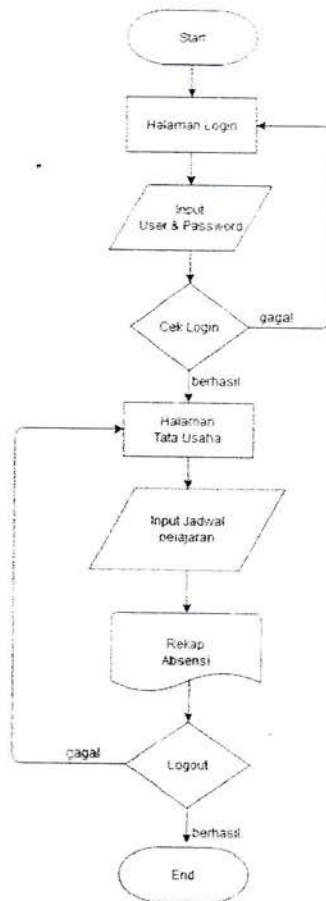 Start
Halaman Login
Input
User & Password
Cek Login
gagal
berhasil
Halaman
Tata Usaha
Input Jadwal
pelajaran
Rekap
Absensi
gagal
Logout
berhasil
End